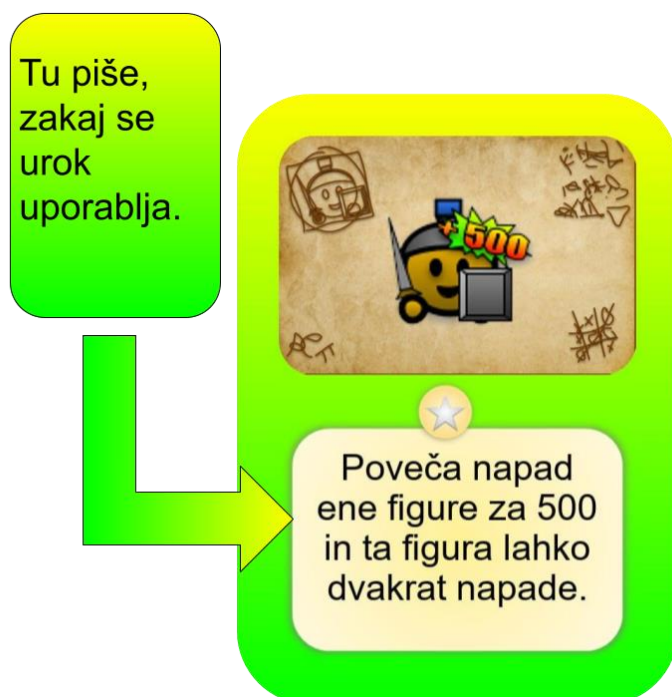 Tu piše,
zakaj se
urok
uporablja.
+500
Poveča napad
ene figure za 500
in ta figura lahko
dvakrat napade.